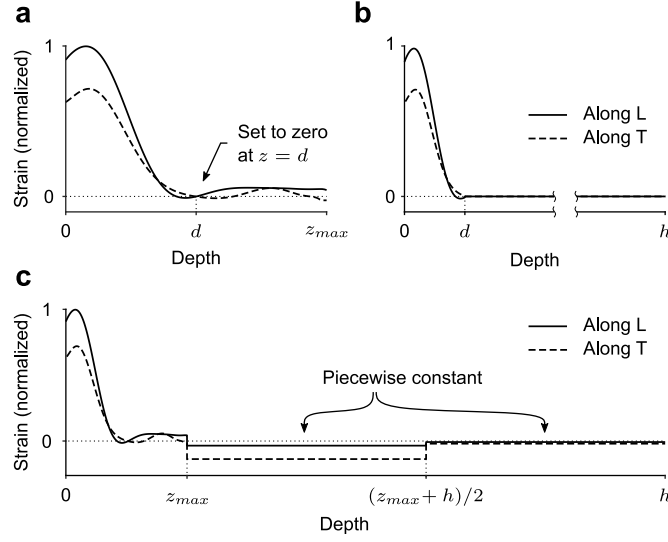 a
1
Strain (normalized)
0
Set to zero
at z = d
0
d
z_max
Depth
b
1
Along L
Along T
0
0
d
h
Depth
c
1
Strain (normalized)
0
Along L
Along T
Piecewise constant
0
z_max
(z_max + h)/2
h
Depth